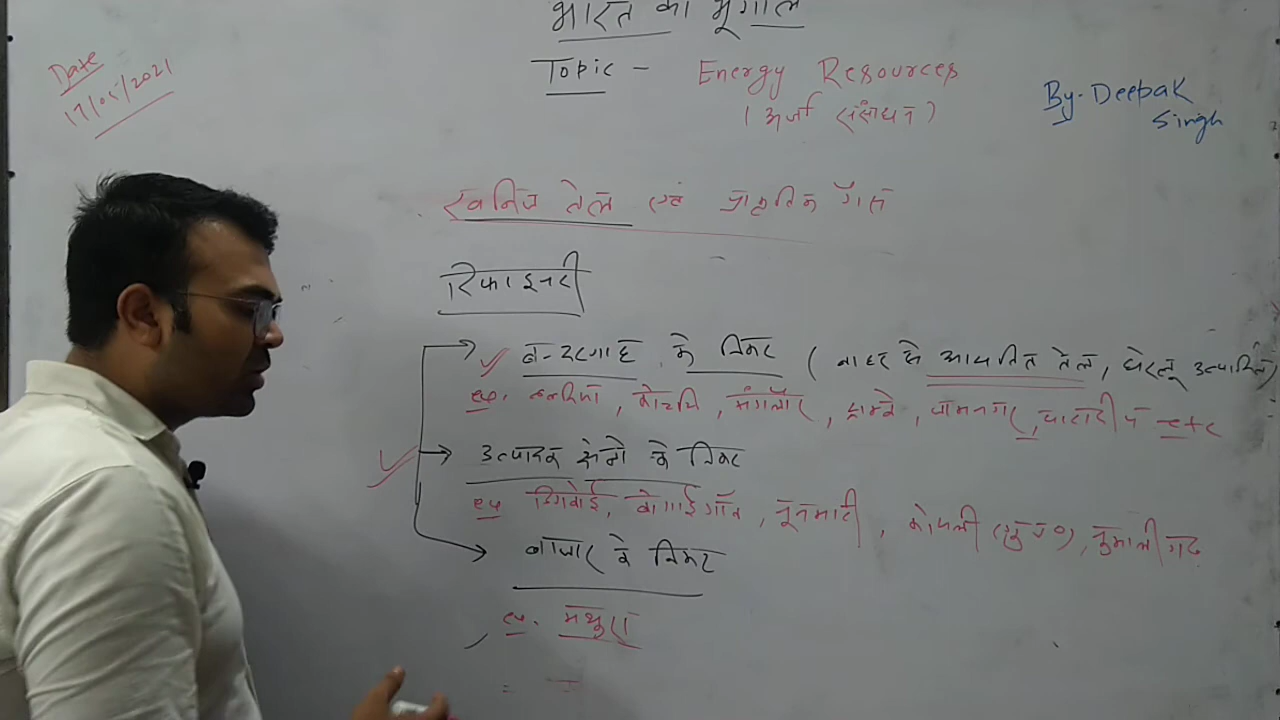 भारत का भूगोल
Date
17/05/2021
Topic - Energy Resources
(ऊर्जा संसाधन)
By-Deepak
Singh
खनिज तेल एवं प्राकृतिक गैस
रिफाइनरी
बन्दरगाह के निकट (बाहर से आयातित तेल, घरेलू उत्पादित)
eg. हल्दिया, कोच्चि, मंगलौर, ट्राम्बे, जामनगर, पारादीप etc
उत्पादक क्षेत्रों के निकट
eg डिगबोई, बोंगाईगाँव, नूनमाटी, कोयली (गुज०), नुमालीगढ़
बाजार के निकट
eg. मथुरा